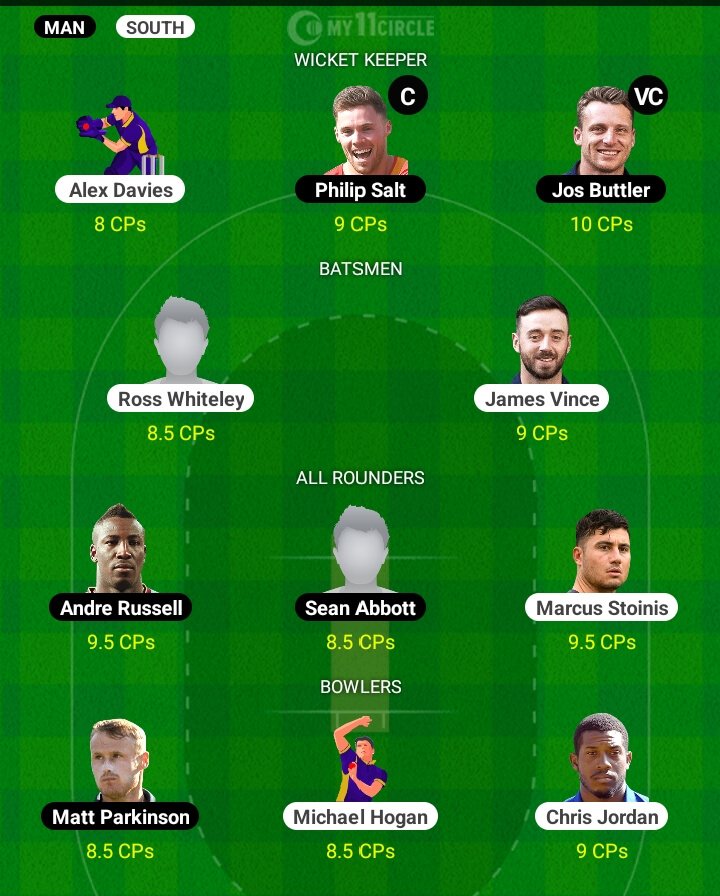 MAN SOUTH MY11CIRCLE
WICKET KEEPER
C VC
Alex Davies Philip Salt Jos Buttler
8 CPs 9 CPs 10 CPs
BATSMEN
Ross Whiteley James Vince
8.5 CPs 9 CPs
ALL ROUNDERS
Andre Russell Sean Abbott Marcus Stoinis
9.5 CPs 8.5 CPs 9.5 CPs
BOWLERS
Matt Parkinson Michael Hogan Chris Jordan
8.5 CPs 8.5 CPs 9 CPs